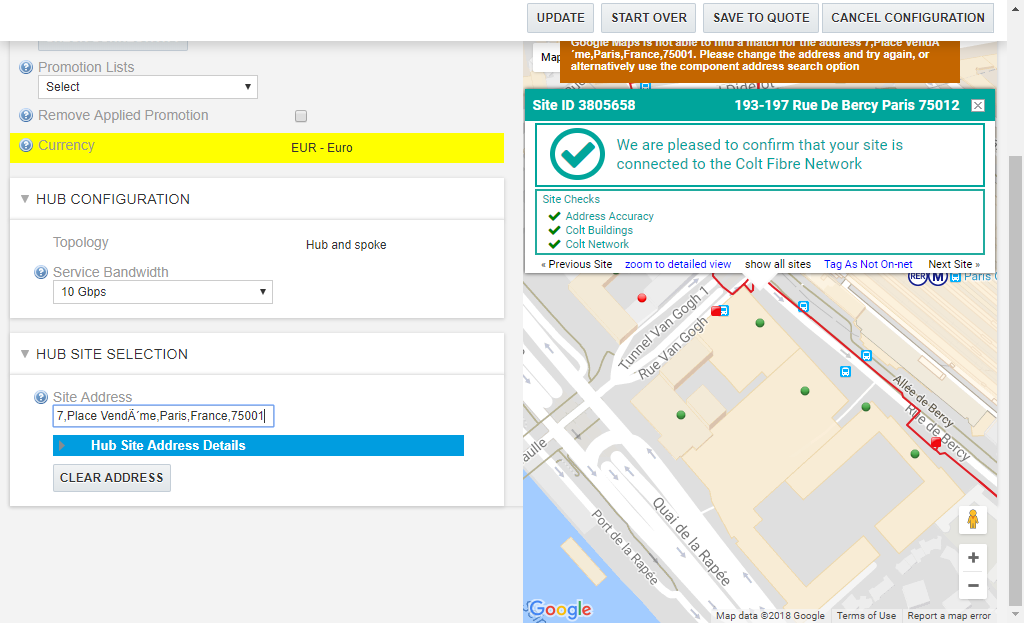 UPDATE
START OVER
SAVE TO QUOTE
CANCEL CONFIGURATION
Promotion Lists
Select
Remove Applied Promotion
Currency
EUR - Euro
HUB CONFIGURATION
Topology
Hub and spoke
Service Bandwidth
10 Gbps
HUB SITE SELECTION
Site Address
7,Place VendÃ´me,Paris,France,75001
Hub Site Address Details
CLEAR ADDRESS
Map
Google Maps is not able to find a match for the address 7,Place VendÃ
´me,Paris,France,75001. Please change the address and try again, or
alternatively use the component address search option
Site ID 3805658
193-197 Rue De Bercy Paris 75012
We are pleased to confirm that your site is
connected to the Colt Fibre Network
Site Checks
Address Accuracy
Colt Buildings
Colt Network
« Previous Site
zoom to detailed view
show all sites
Tag As Not On-net
Next Site »
RER
M
Paris
Tunnel Van Gogh 1
Rue Van Gogh
Allée de Bercy
Rue de Bercy
Quai de la Rapée
Port de la Rapée
aulle
Google
Map data ©2018 Google
Terms of Use
Report a map error